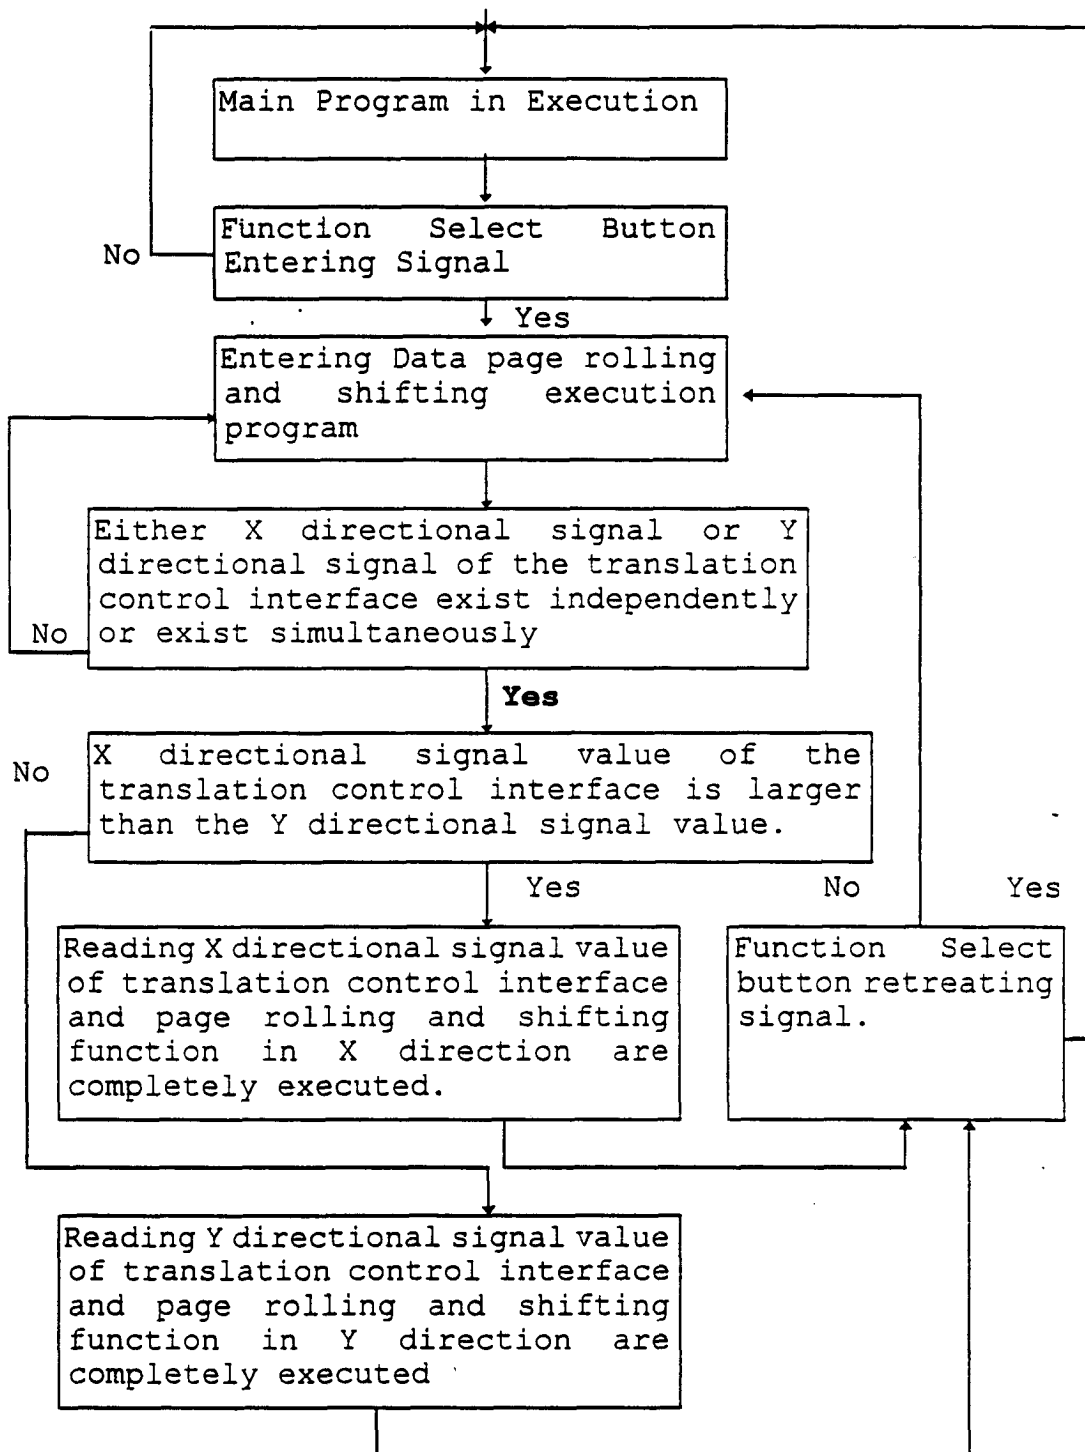 Main Program in Execution
Function Select Button
Entering Signal
No
Yes
Entering Data page rolling
and shifting execution
program
Either X directional signal or Y
directional signal of the translation
control interface exist independently
or exist simultaneously
No
Yes
X directional signal value of the
translation control interface is larger
than the Y directional signal value.
No
Yes
No
Yes
Reading X directional signal value
of translation control interface
and page rolling and shifting
function in X direction are
completely executed.
Function Select
button retreating
signal.
Reading Y directional signal value
of translation control interface
and page rolling and shifting
function in Y direction are
completely executed